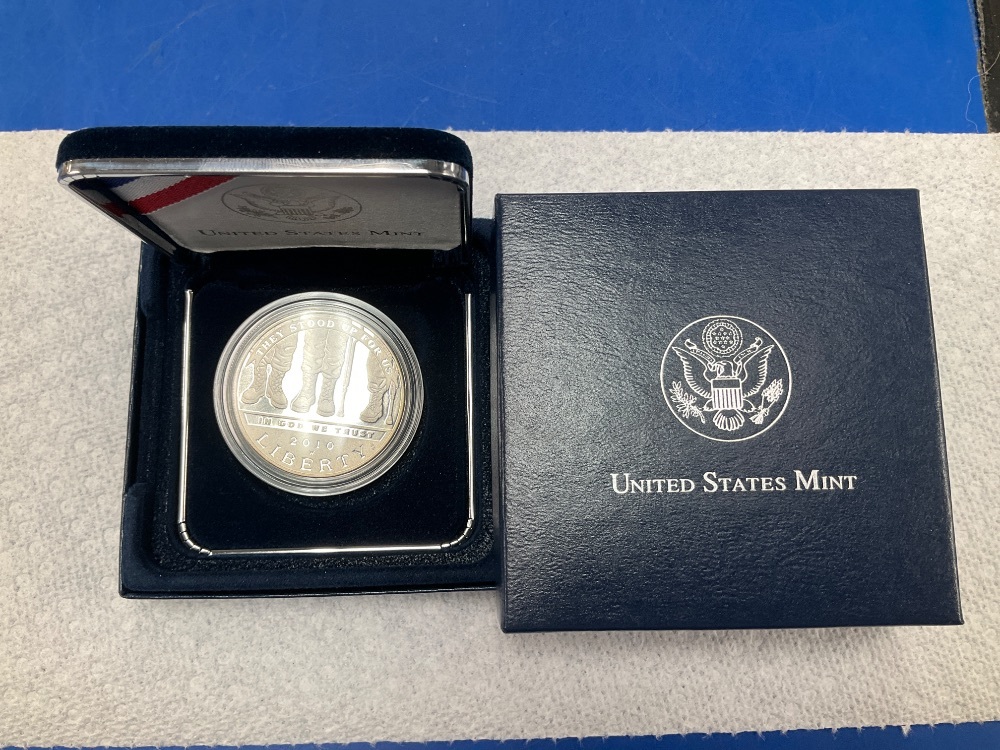 UNITED STATES MINT
THEY STOOD UP FOR US
IN GOD WE TRUST
2010
LIBERTY
UNITED STATES MINT